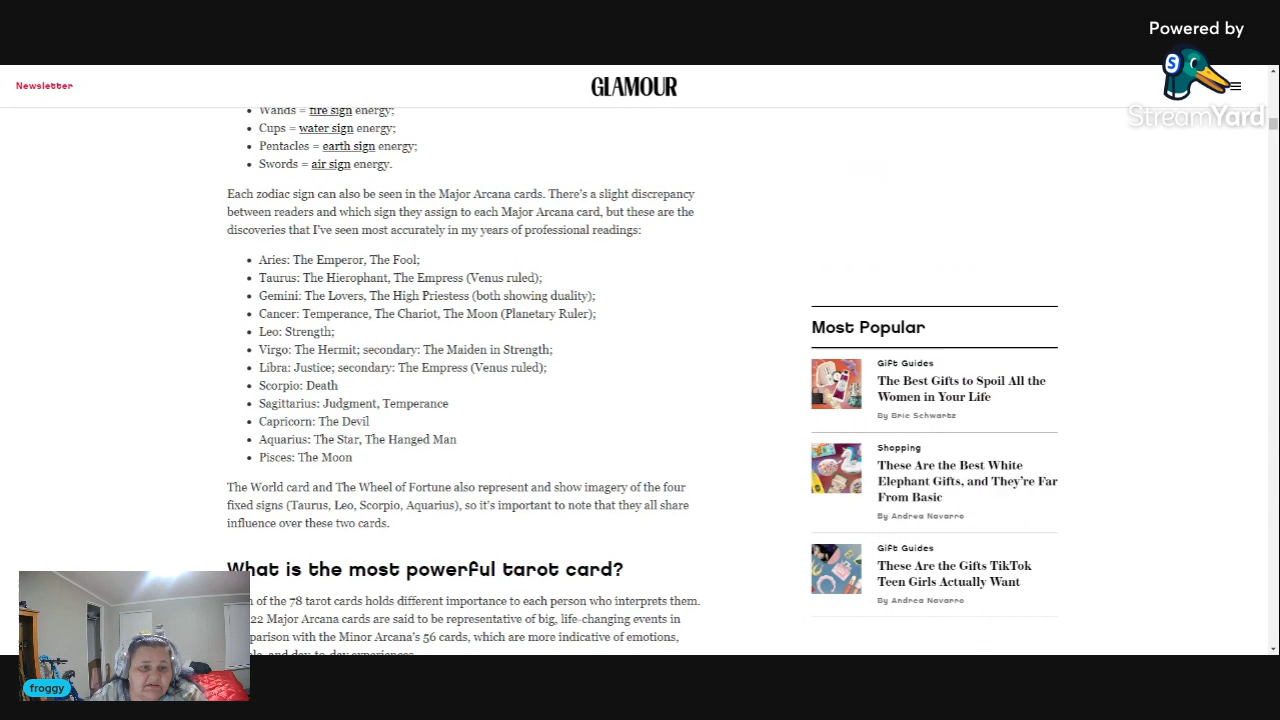 Powered by
StreamYard
Newsletter
GLAMOUR
Wands = fire sign energy;
Cups = water sign energy;
Pentacles = earth sign energy;
Swords = air sign energy.
Each zodiac sign can also be seen in the Major Arcana cards. There's a slight discrepancy
between readers and which sign they assign to each Major Arcana card, but these are the
discoveries that I've seen most accurately in my years of professional readings:
Aries: The Emperor, The Fool;
Taurus: The Hierophant, The Empress (Venus ruled);
Gemini: The Lovers, The High Priestess (both showing duality);
Cancer: Temperance, The Chariot, The Moon (Planetary Ruler);
Leo: Strength;
Virgo: The Hermit; secondary: The Maiden in Strength;
Libra: Justice; secondary: The Empress (Venus ruled);
Scorpio: Death
Sagittarius: Judgment, Temperance
Capricorn: The Devil
Aquarius: The Star, The Hanged Man
Pisces: The Moon
The World card and The Wheel of Fortune also represent and show imagery of the four
fixed signs (Taurus, Leo, Scorpio, Aquarius), so it's important to note that they all share
influence over these two cards.
What is the most powerful tarot card?
of the 78 tarot cards holds different importance to each person who interprets them.
22 Major Arcana cards are said to be representative of big, life-changing events in
parison with the Minor Arcana's 56 cards, which are more indicative of emotions,
and day-to-day experiences.
Most Popular
Gift Guides
The Best Gifts to Spoil All the
Women in Your Life
By Brie Schwartz
Shopping
These Are the Best White
Elephant Gifts, and They're Far
From Basic
By Andrea Navarro
Gift Guides
These Are the Gifts TikTok
Teen Girls Actually Want
By Andrea Navarro
froggy